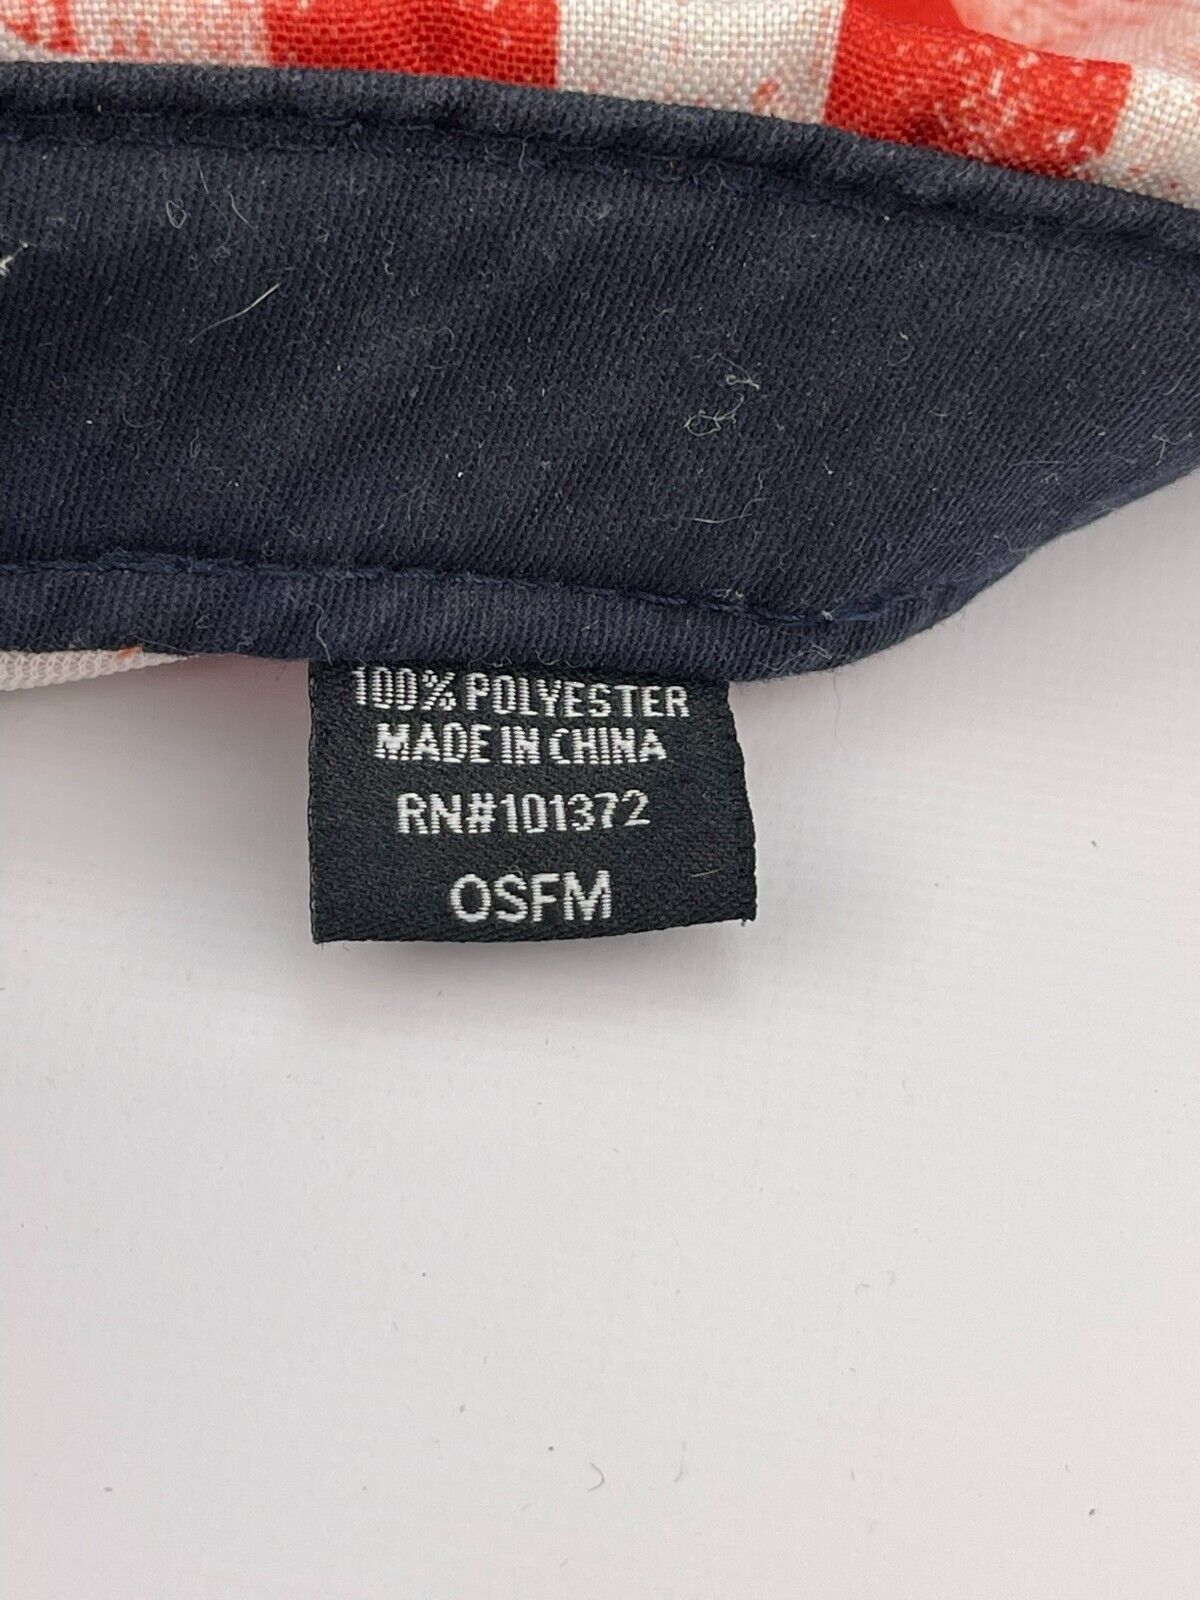 100% POLYESTER
MADE IN CHINA
RN#101372
OSFM